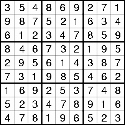 3 5 4 8 6 9 2 7 1
9 8 7 5 2 1 6 3 4
6 1 2 3 4 7 8 5 9
8 4 6 7 3 2 1 9 5
2 9 5 6 1 4 3 8 7
7 3 1 9 8 5 4 6 2
1 6 9 2 5 3 7 4 8
5 2 3 4 7 8 9 1 6
4 7 8 1 9 6 5 2 3